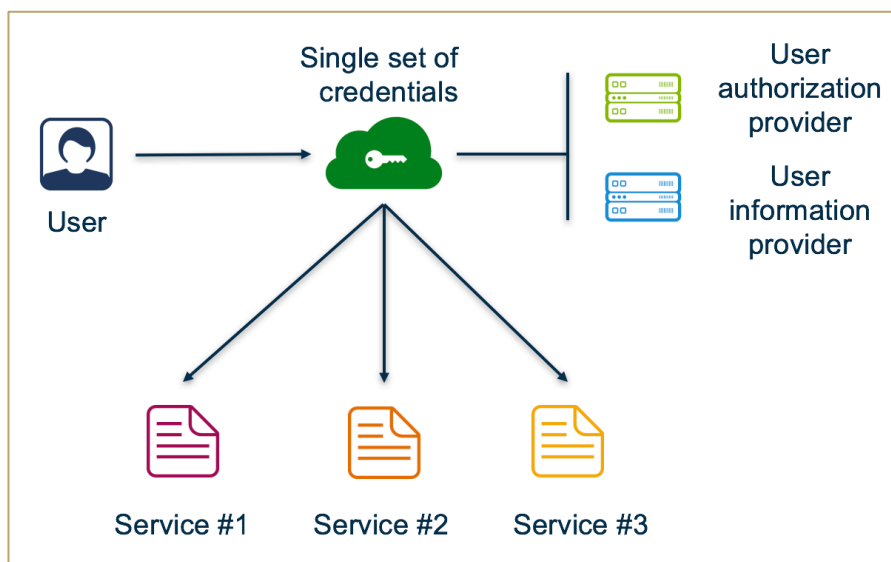 Single set of
credentials
User
authorization
provider
User
User
information
provider
Service #1
Service #2
Service #3